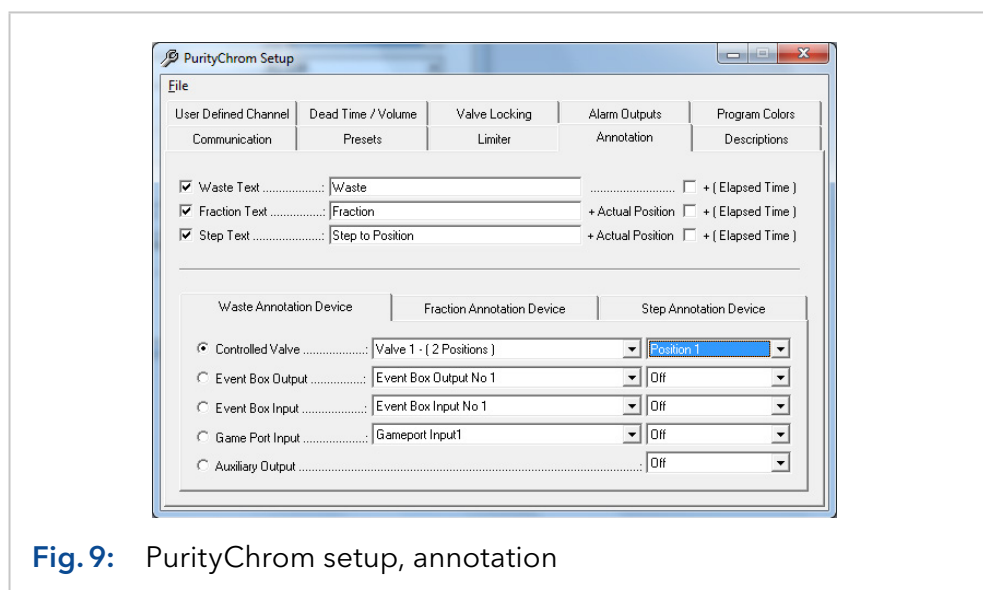 PurityChrom Setup
File
User Defined Channel Dead Time / Volume Valve Locking Alarm Outputs Program Colors
Communication Presets Limiter Annotation Descriptions
Waste Text ..................: Waste ......................... + ( Elapsed Time )
Fraction Text ................: Fraction + Actual Position + ( Elapsed Time )
Step Text .....................: Step to Position + Actual Position + ( Elapsed Time )
Waste Annotation Device Fraction Annotation Device Step Annotation Device
Controlled Valve ...................: Valve 1 - ( 2 Positions ) Position 1
Event Box Output ................: Event Box Output No 1 Off
Event Box Input ...................: Event Box Input No 1 Off
Game Port Input ...................: Gameport Input1 Off
Auxiliary Output ..........................................................................................................: Off
Fig. 9: PurityChrom setup, annotation